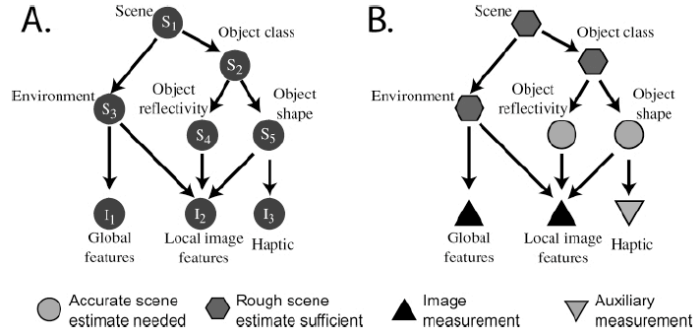 A.
Scene
S1
Object class
S2
Environment
Object
reflectivity
Object
shape
S3
S4
S5
I1
I2
I3
Global
features
Local image
features
Haptic
B.
Scene
Object class
Environment
Object
reflectivity
Object
shape
Global
features
Local image
features
Haptic
Accurate scene
estimate needed
Rough scene
estimate sufficient
Image
measurement
Auxiliary
measurement